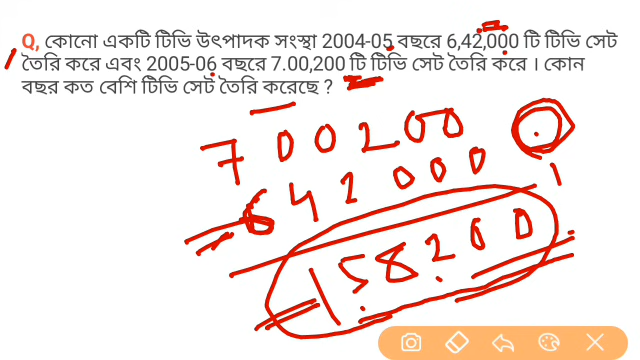 Q, কোনো একটি টিভি উৎপাদক সংস্থা 2004-05 বছরে 6,42,000 টি টিভি সেট
তৈরি করে এবং 2005-06 বছরে 7.00,200 টি টিভি সেট তৈরি করে । কোন
বছর কত বেশি টিভি সেট তৈরি করেছে ?
700200
642000
158200